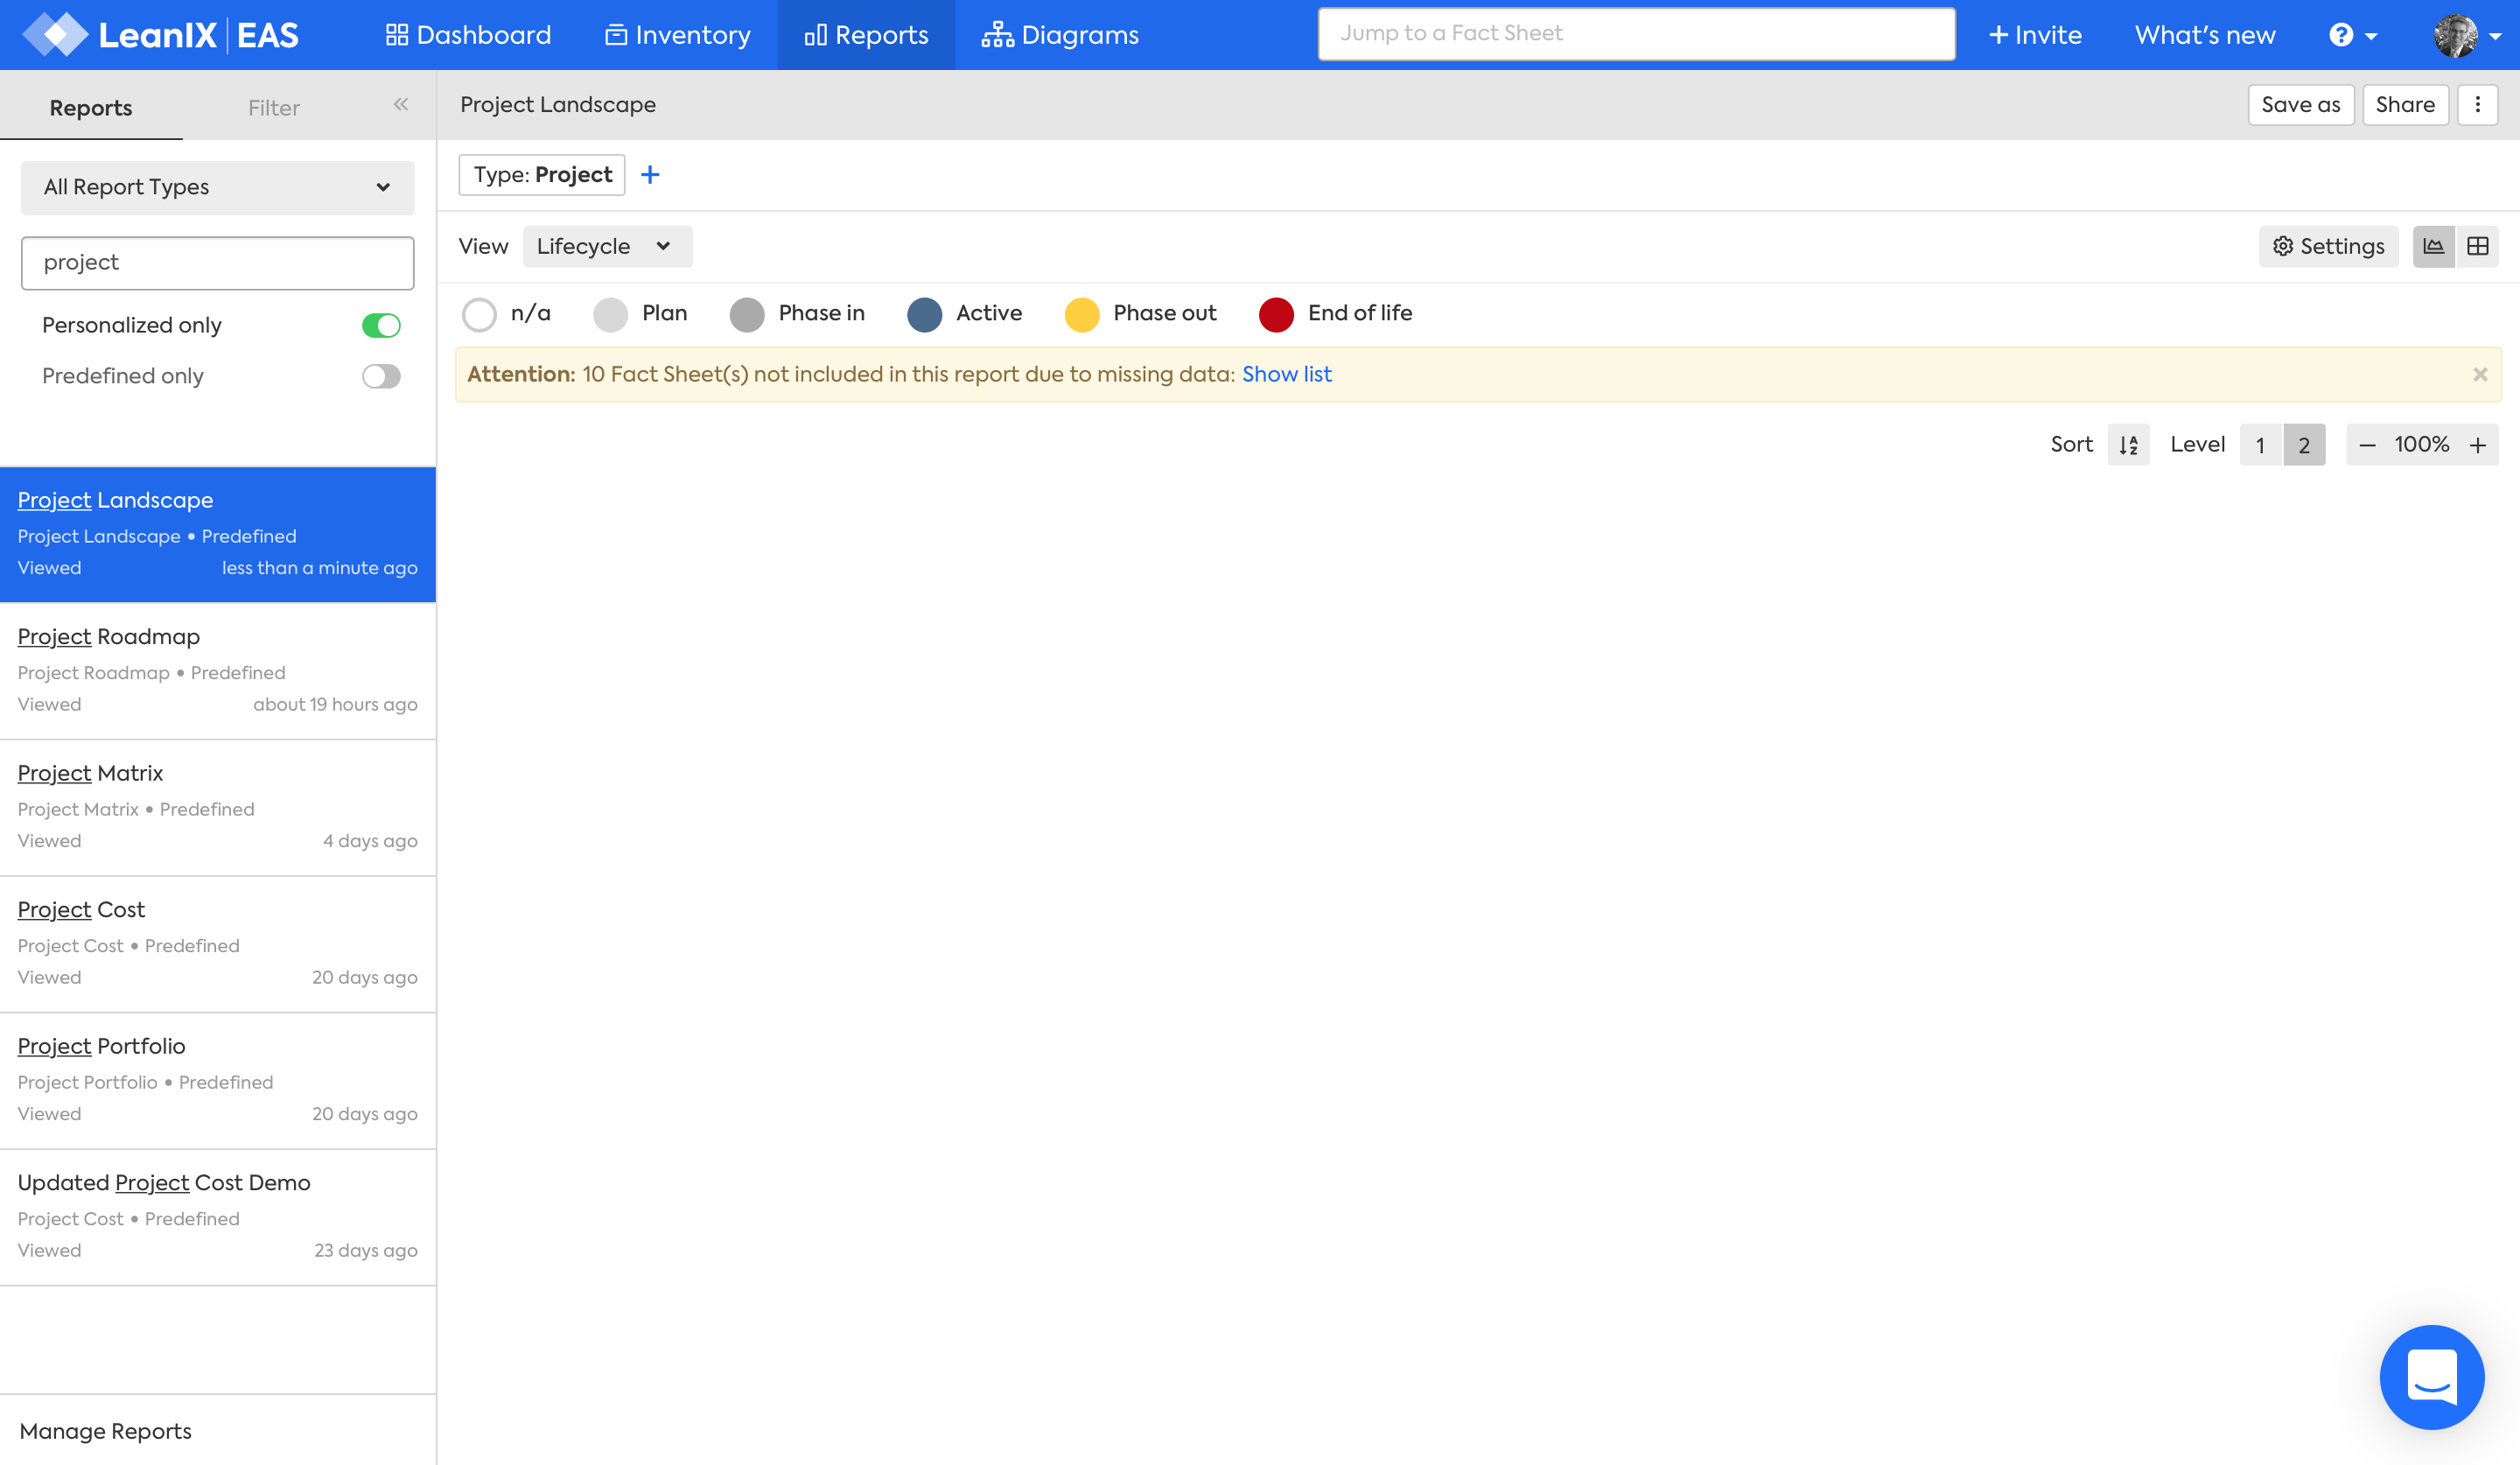 LeanIX EAS
Dashboard Inventory Reports Diagrams Jump to a Fact Sheet + Invite What's new ?
Reports Filter
Project Landscape Save as Share
All Report Types
Type: Project +
project
View Lifecycle Settings
n/a Plan Phase in Active Phase out End of life
Personalized only
Predefined only
Attention: 10 Fact Sheet(s) not included in this report due to missing data: Show list
Sort Level 1 2 — 100% +
Project Landscape
Project Landscape • Predefined
Viewed less than a minute ago
Project Roadmap
Project Roadmap • Predefined
Viewed about 19 hours ago
Project Matrix
Project Matrix • Predefined
Viewed 4 days ago
Project Cost
Project Cost • Predefined
Viewed 20 days ago
Project Portfolio
Project Portfolio • Predefined
Viewed 20 days ago
Updated Project Cost Demo
Project Cost • Predefined
Viewed 23 days ago
Manage Reports